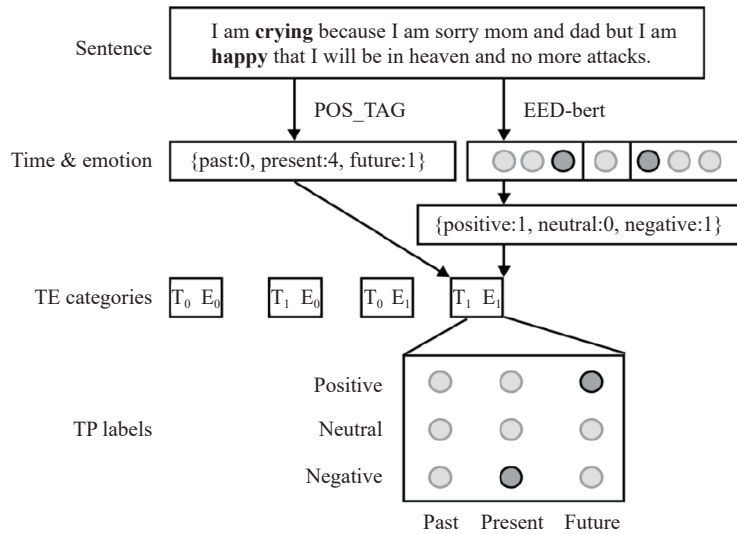 Sentence
I am crying because I am sorry mom and dad but I am
happy that I will be in heaven and no more attacks.
POS_TAG
EED-bert
Time & emotion
{past:0, present:4, future:1}
{positive:1, neutral:0, negative:1}
TE categories
T₀ E₀
T₁ E₀
T₀ E₁
T₁ E₁
TP labels
Positive
Neutral
Negative
Past Present Future